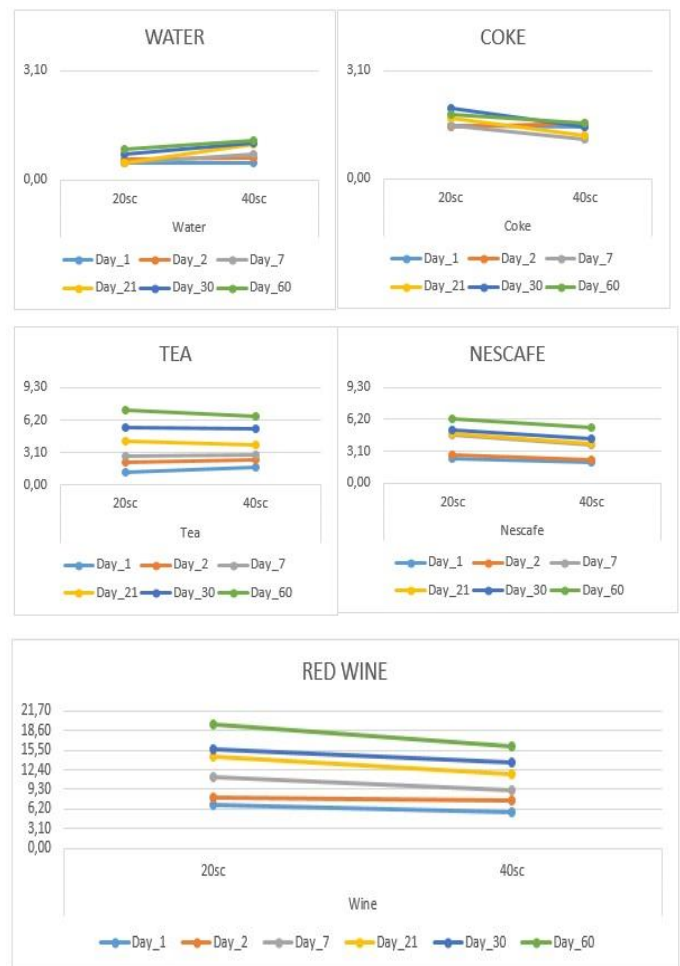 WATER
3,10
0,00
20sc 40sc
Water
Day_1 Day_2 Day_7
Day_21 Day_30 Day_60
COKE
3,10
0,00
20sc 40sc
Coke
Day_1 Day_2 Day_7
Day_21 Day_30 Day_60
TEA
9,30
6,20
3,10
0,00
20sc 40sc
Tea
Day_1 Day_2 Day_7
Day_21 Day_30 Day_60
NESCAFE
9,30
6,20
3,10
0,00
20sc 40sc
Nescafe
Day_1 Day_2 Day_7
Day_21 Day_30 Day_60
RED WINE
21,70
18,60
15,50
12,40
9,30
6,20
3,10
0,00
20sc 40sc
Wine
Day_1 Day_2 Day_7 Day_21 Day_30 Day_60